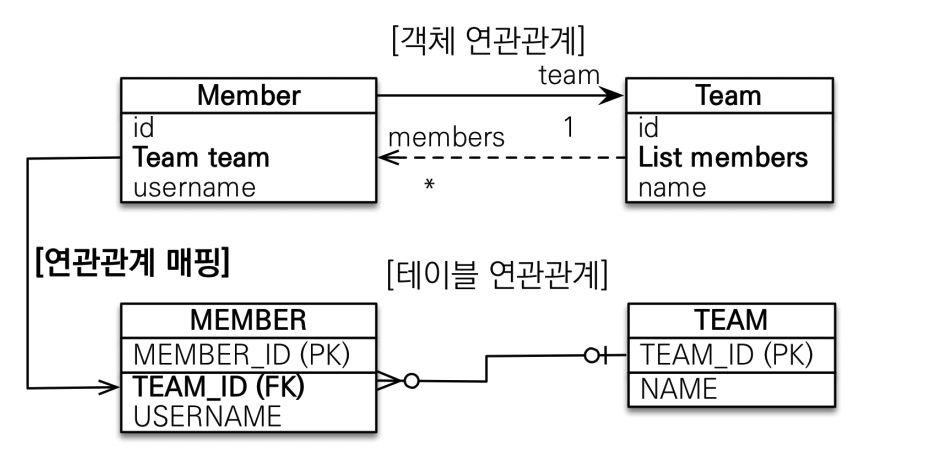 [객체 연관관계]
team
Member
id
Team team
username
members
1
*
Team
id
List members
name
[연관관계 매핑]
[테이블 연관관계]
MEMBER
MEMBER_ID (PK)
TEAM_ID (FK)
USERNAME
TEAM
TEAM_ID (PK)
NAME